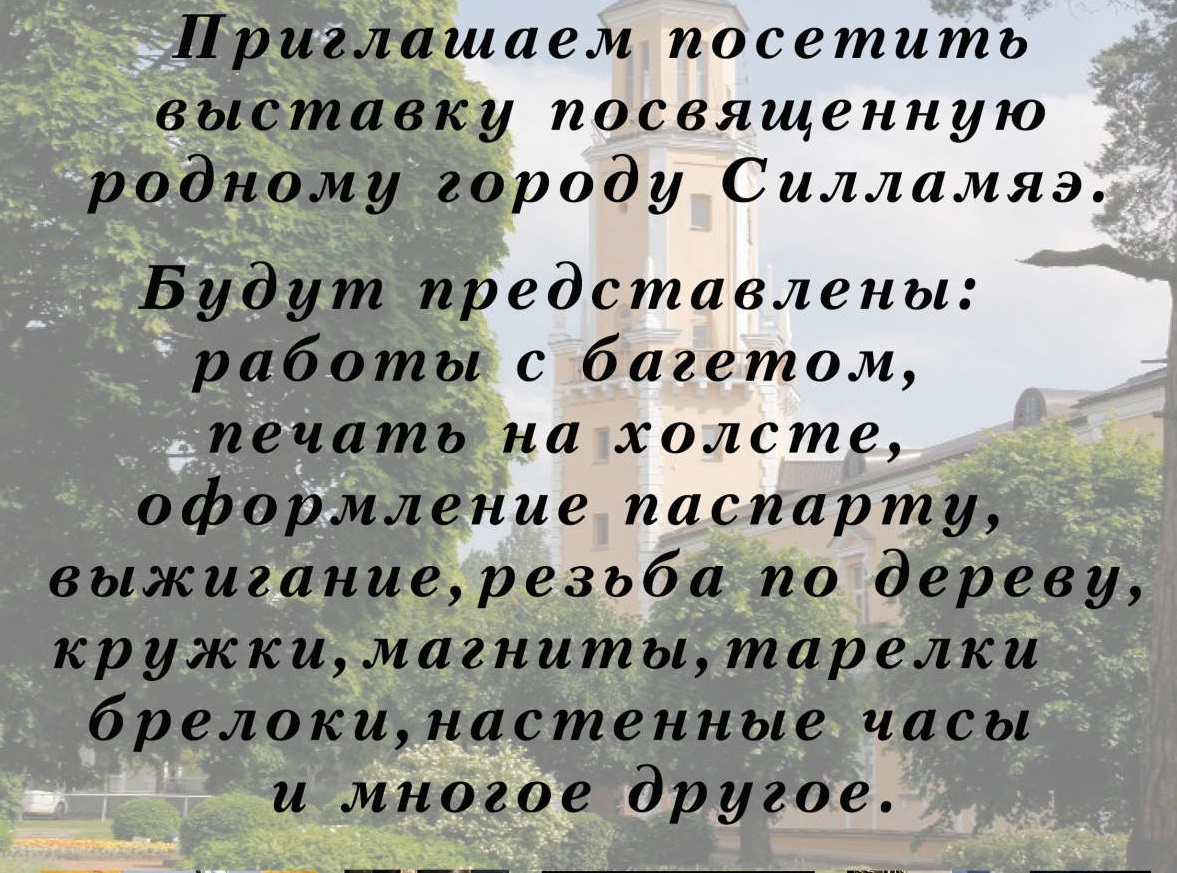 Приглашаем посетить
выставку посвященную
родному городу Силламяэ.
Будут представлены:
работы с багетом,
печать на холсте,
оформление паспарту,
выжигание,резьба по дереву,
кружки,магниты,тарелки
брелоки,настенные часы
и многое другое.